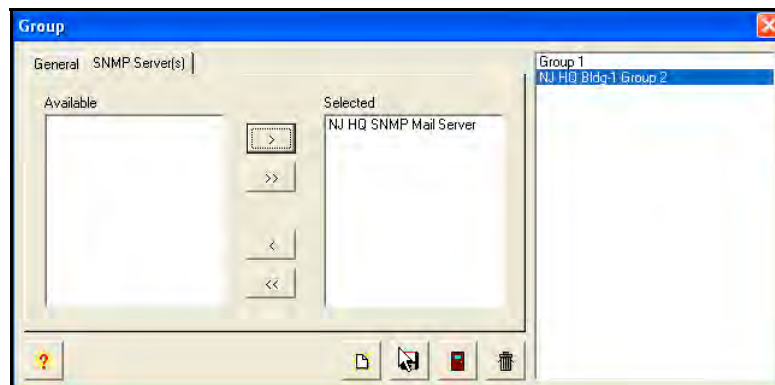 Group
General SNMP Server(s)
Available
Selected
NJ HQ SNMP Mail Server
>
>>
<
<<
?
Group 1
NJ HQ Bldg-1 Group 2